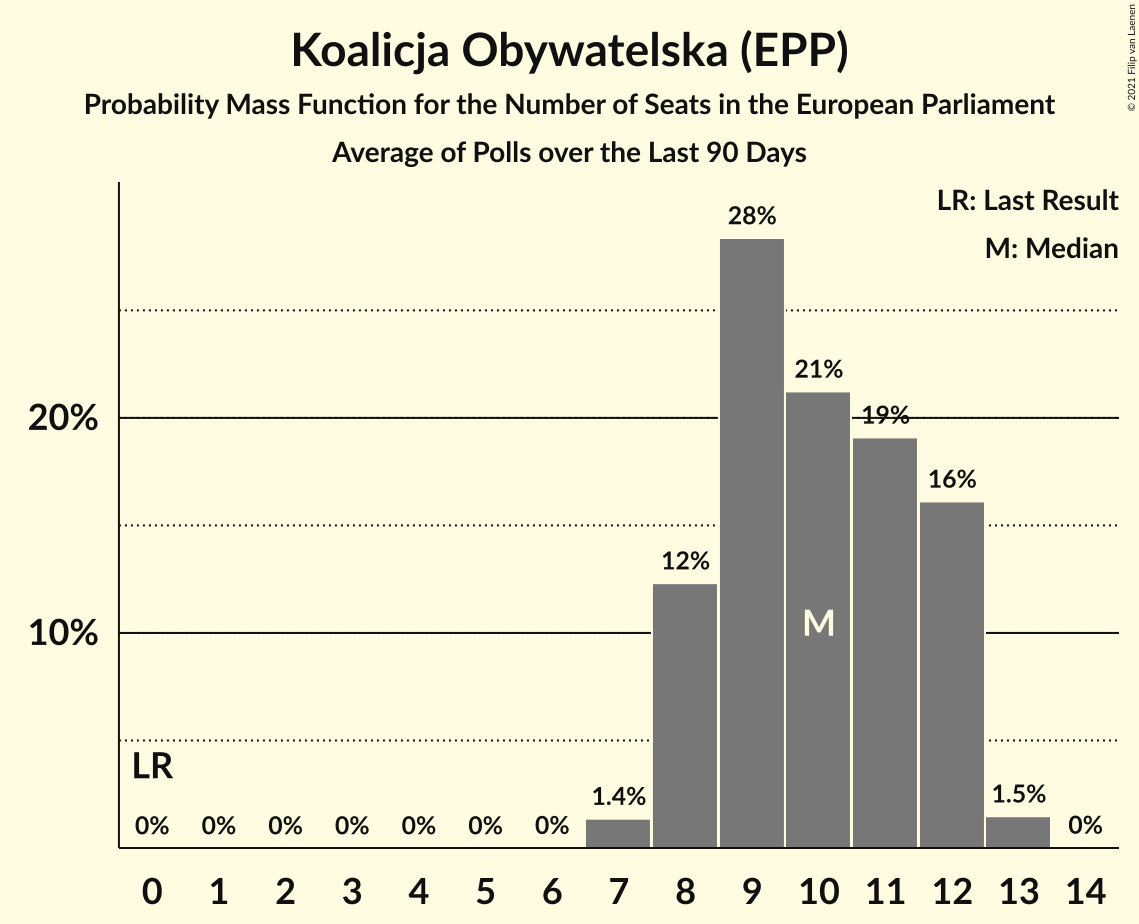 Koalicja Obywatelska (EPP)
Probability Mass Function for the Number of Seats in the European Parliament
Average of Polls over the Last 90 Days
© 2021 Filip van Laenen
LR: Last Result
M: Median
28%
21%
20%
19%
16%
12%
10%
M
LR
0% 0% 0% 0% 0% 0% 0% 1.4% 1.5% 0%
0 1 2 3 4 5 6 7 8 9 10 11 12 13 14